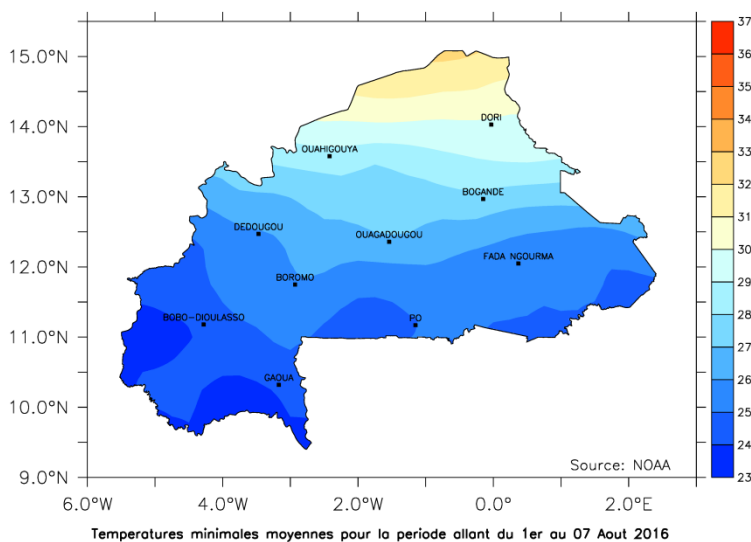 15.0°N
14.0°N
13.0°N
12.0°N
11.0°N
10.0°N
9.0°N
6.0°W 4.0°W 2.0°W 0.0° 2.0°E
DORI
OUAHIGOUYA
BOGANDE
DEDOUGOU
OUAGADOUGOU
FADA NGOURMA
BOROMO
BOBO-DIOULASSO
PO
GAOUA
Source: NOAA
37
36
35
34
33
32
31
30
29
28
27
26
25
24
23
Temperatures minimales moyennes pour la periode allant du 1er au 07 Aout 2016